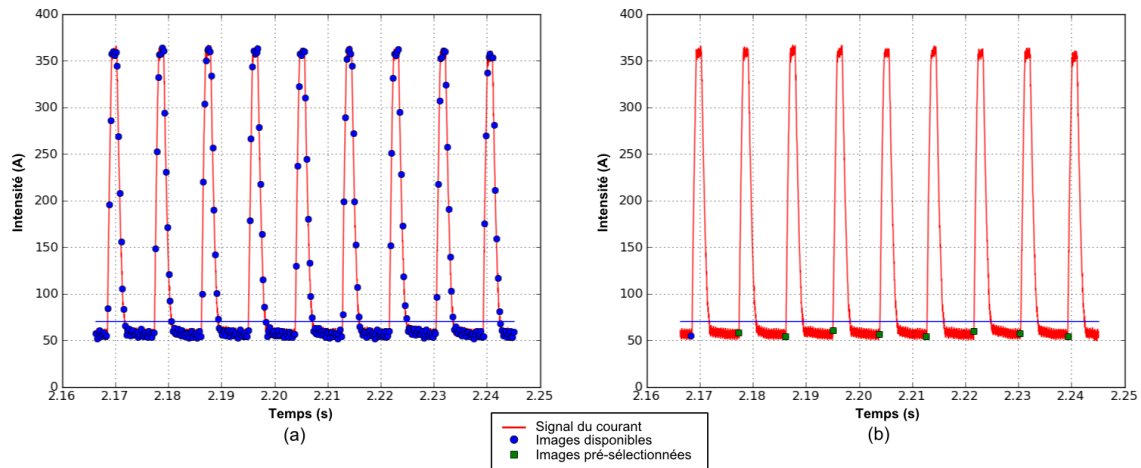 400
350
300
250
200
150
100
50
0
Intensité (A)
2.16 2.17 2.18 2.19 2.20 2.21 2.22 2.23 2.24 2.25
Temps (s)
(a)
400
350
300
250
200
150
100
50
0
Intensité (A)
2.16 2.17 2.18 2.19 2.20 2.21 2.22 2.23 2.24 2.25
Temps (s)
(b)
Signal du courant
Images disponibles
Images pré-sélectionnées